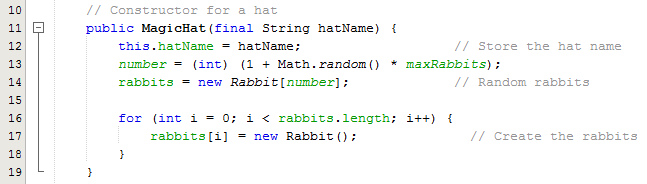 10 // Constructor for a hat
11 public MagicHat(final String hatName) {
12 this.hatName = hatName; // Store the hat name
13 number = (int) (1 + Math.random() * maxRabbits);
14 rabbits = new Rabbit[number]; // Random rabbits
15
16 for (int i = 0; i < rabbits.length; i++) {
17 rabbits[i] = new Rabbit(); // Create the rabbits
18 }
19 }